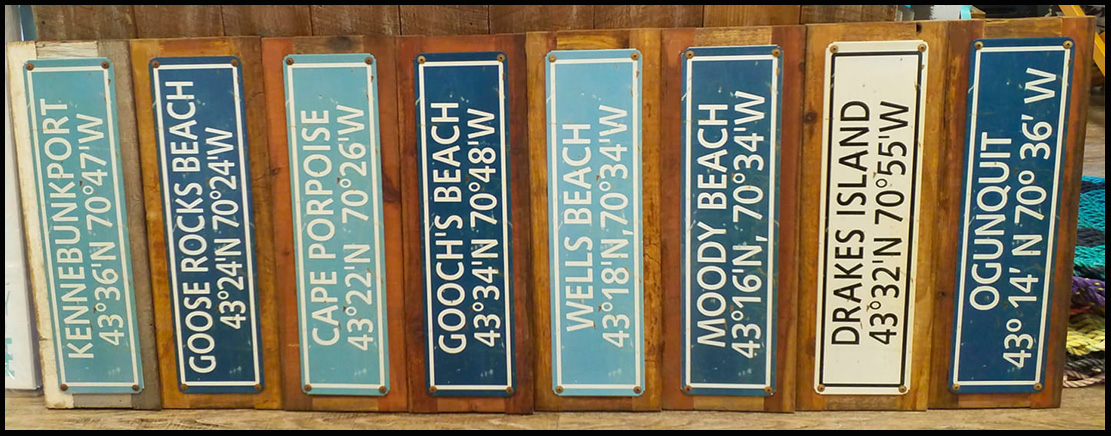 KENNEBUNKPORT
43°36'N 70°47'W
GOOSE ROCKS BEACH
43°24'N 70°24'W
CAPE PORPOISE
43°22'N 70°26'W
GOOCH'S BEACH
43°34'N 70°48'W
WELLS BEACH
43°18'N, 70°34'W
MOODY BEACH
43°16'N, 70°34'W
DRAKES ISLAND
43°32'N 70°55'W
OGUNQUIT
43° 14' N 70° 36' W